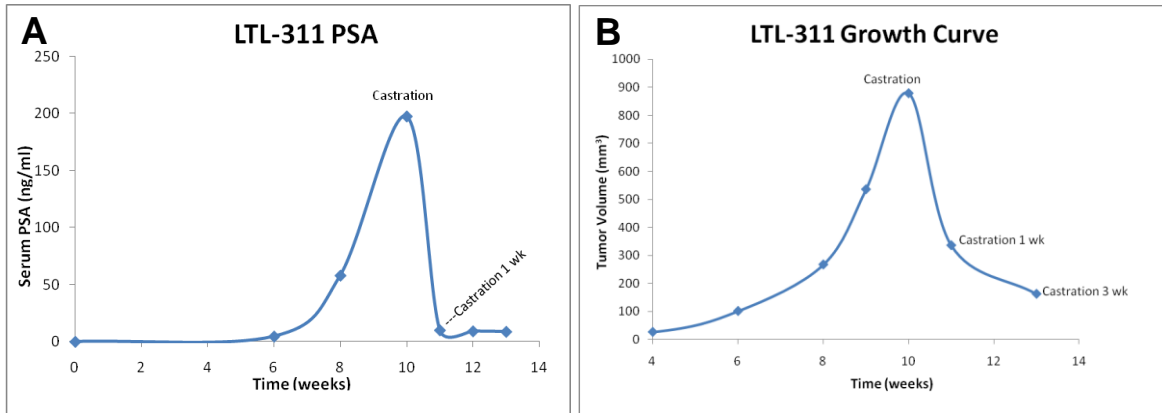 A
LTL-311 PSA
250
200
150
100
50
0
Serum PSA (ng/ml)
Castration
---Castration 1 wk
0 2 4 6 8 10 12 14
Time (weeks)
B
LTL-311 Growth Curve
1000
900
800
700
600
500
400
300
200
100
0
Tumor Volume (mm³)
Castration
Castration 1 wk
Castration 3 wk
4 6 8 10 12 14
Time (weeks)